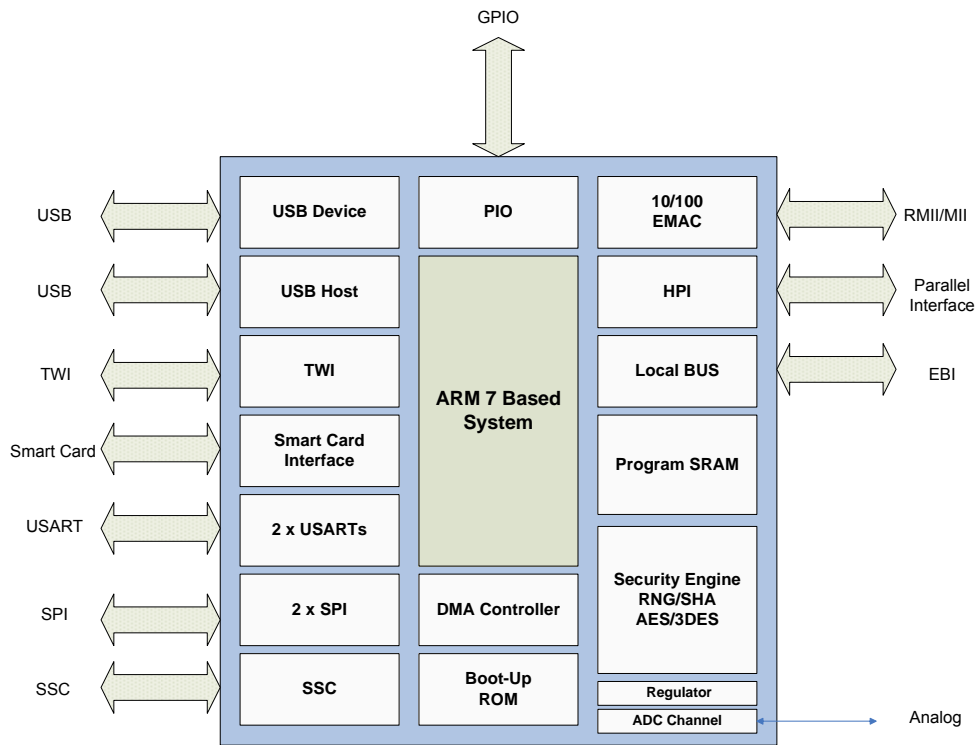 GPIO
USB
USB
TWI
Smart Card
USART
SPI
SSC
USB Device
USB Host
TWI
Smart Card
Interface
2 x USARTs
2 x SPI
SSC
PIO
ARM 7 Based
System
DMA Controller
Boot-Up
ROM
10/100
EMAC
HPI
Local BUS
Program SRAM
Security Engine
RNG/SHA
AES/3DES
Regulator
ADC Channel
RMII/MII
Parallel
Interface
EBI
Analog